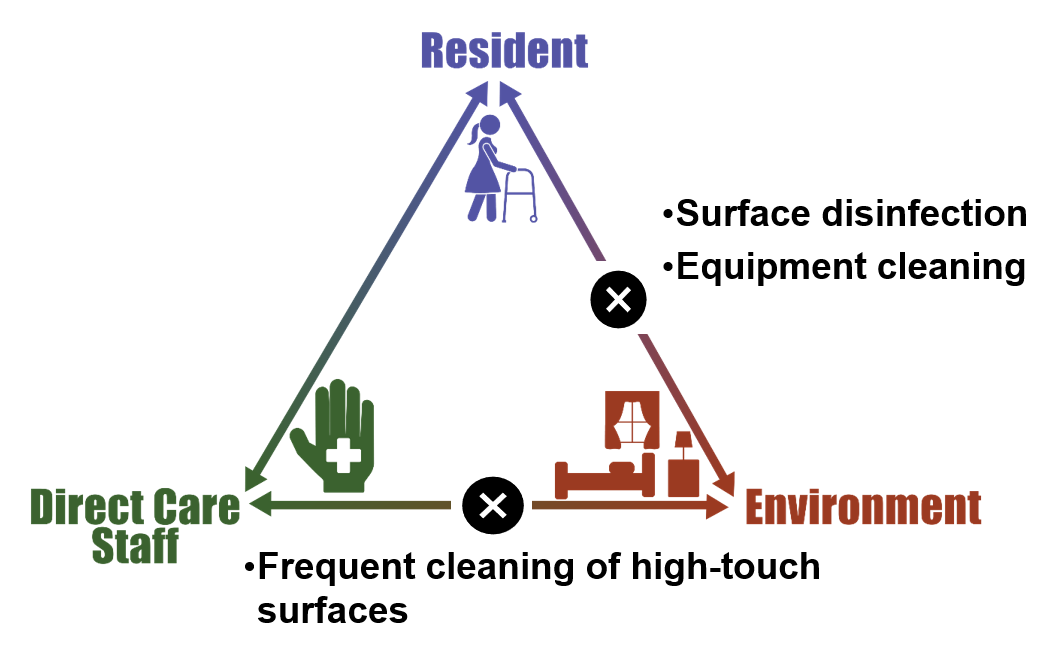 Resident
•Surface disinfection
•Equipment cleaning
Direct Care
Staff
Environment
•Frequent cleaning of high-touch
surfaces